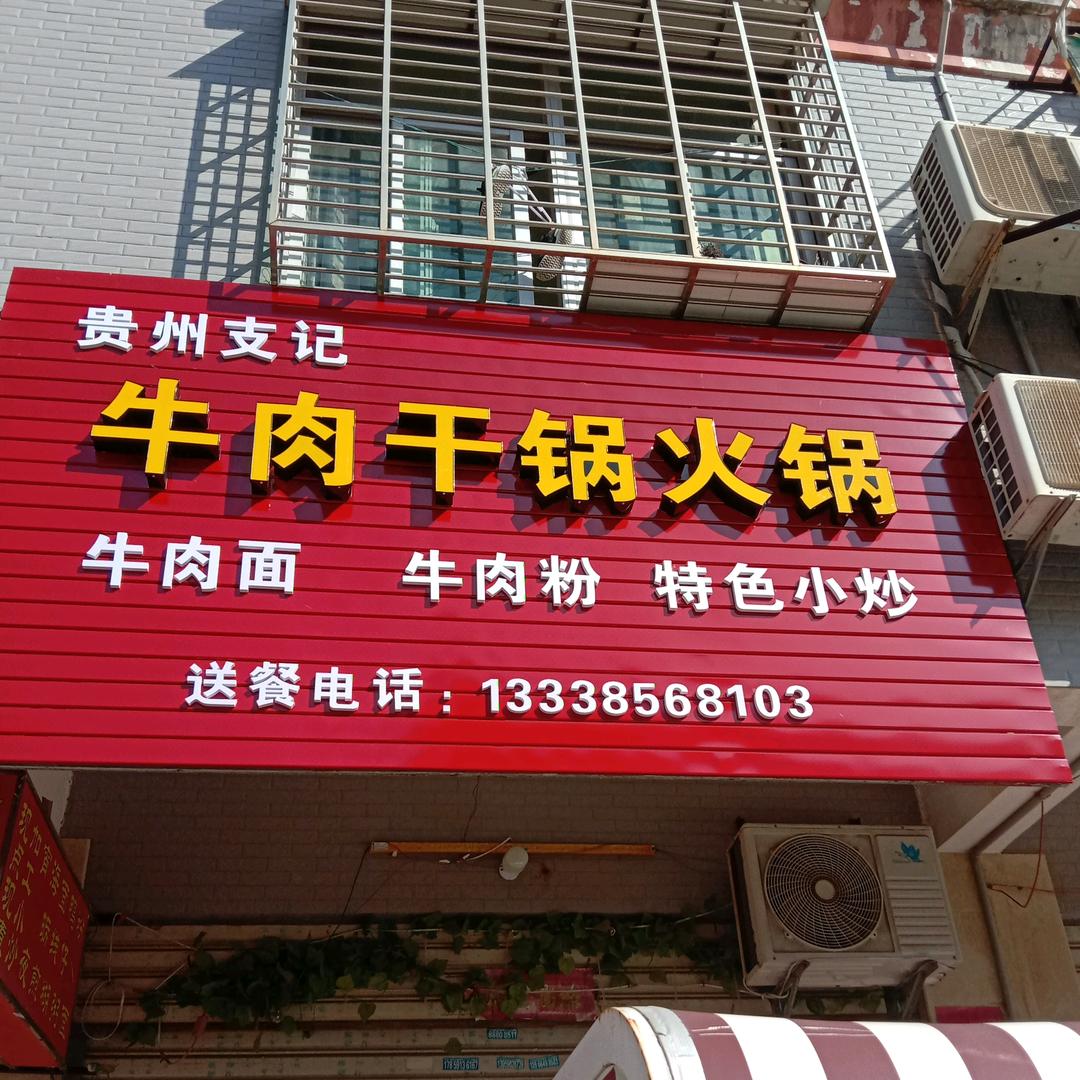 贵州支记
牛肉干锅火锅
牛肉面 牛肉粉 特色小炒
送餐电话：13338568103